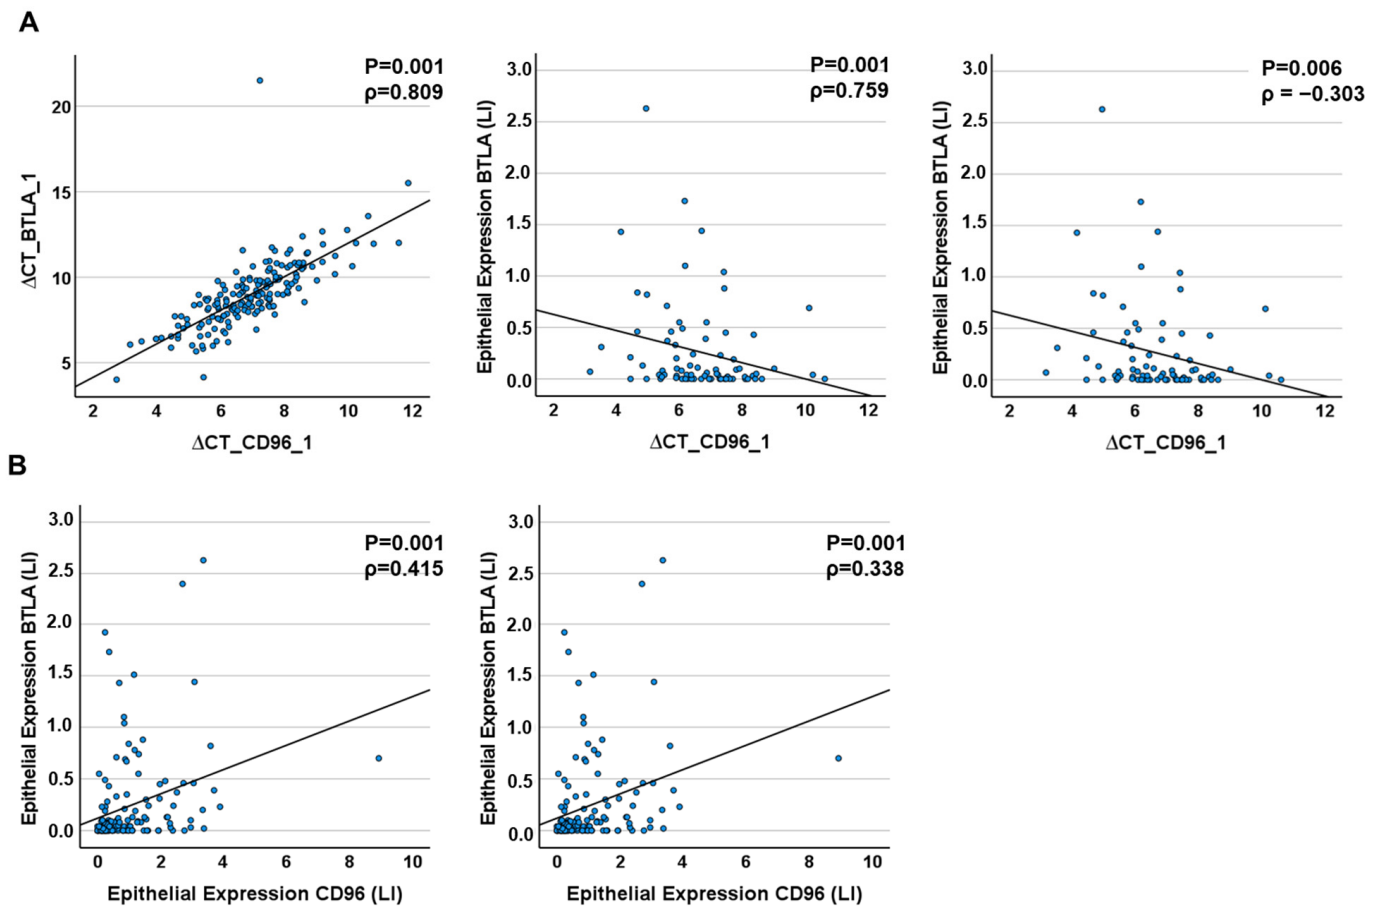 A
P=0.001
ρ=0.809
20
15
10
5
2 4 6 8 10 12
ΔCT_BTLA_1
ΔCT_CD96_1
P=0.001
ρ=0.759
3.0
2.5
2.0
1.5
1.0
0.5
0.0
2 4 6 8 10 12
Epithelial Expression BTLA (LI)
ΔCT_CD96_1
P=0.006
ρ = −0.303
3.0
2.5
2.0
1.5
1.0
0.5
0.0
2 4 6 8 10 12
Epithelial Expression BTLA (LI)
ΔCT_CD96_1
B
P=0.001
ρ=0.415
3.0
2.5
2.0
1.5
1.0
0.5
0.0
0 2 4 6 8 10
Epithelial Expression BTLA (LI)
Epithelial Expression CD96 (LI)
P=0.001
ρ=0.338
3.0
2.5
2.0
1.5
1.0
0.5
0.0
0 2 4 6 8 10
Epithelial Expression BTLA (LI)
Epithelial Expression CD96 (LI)